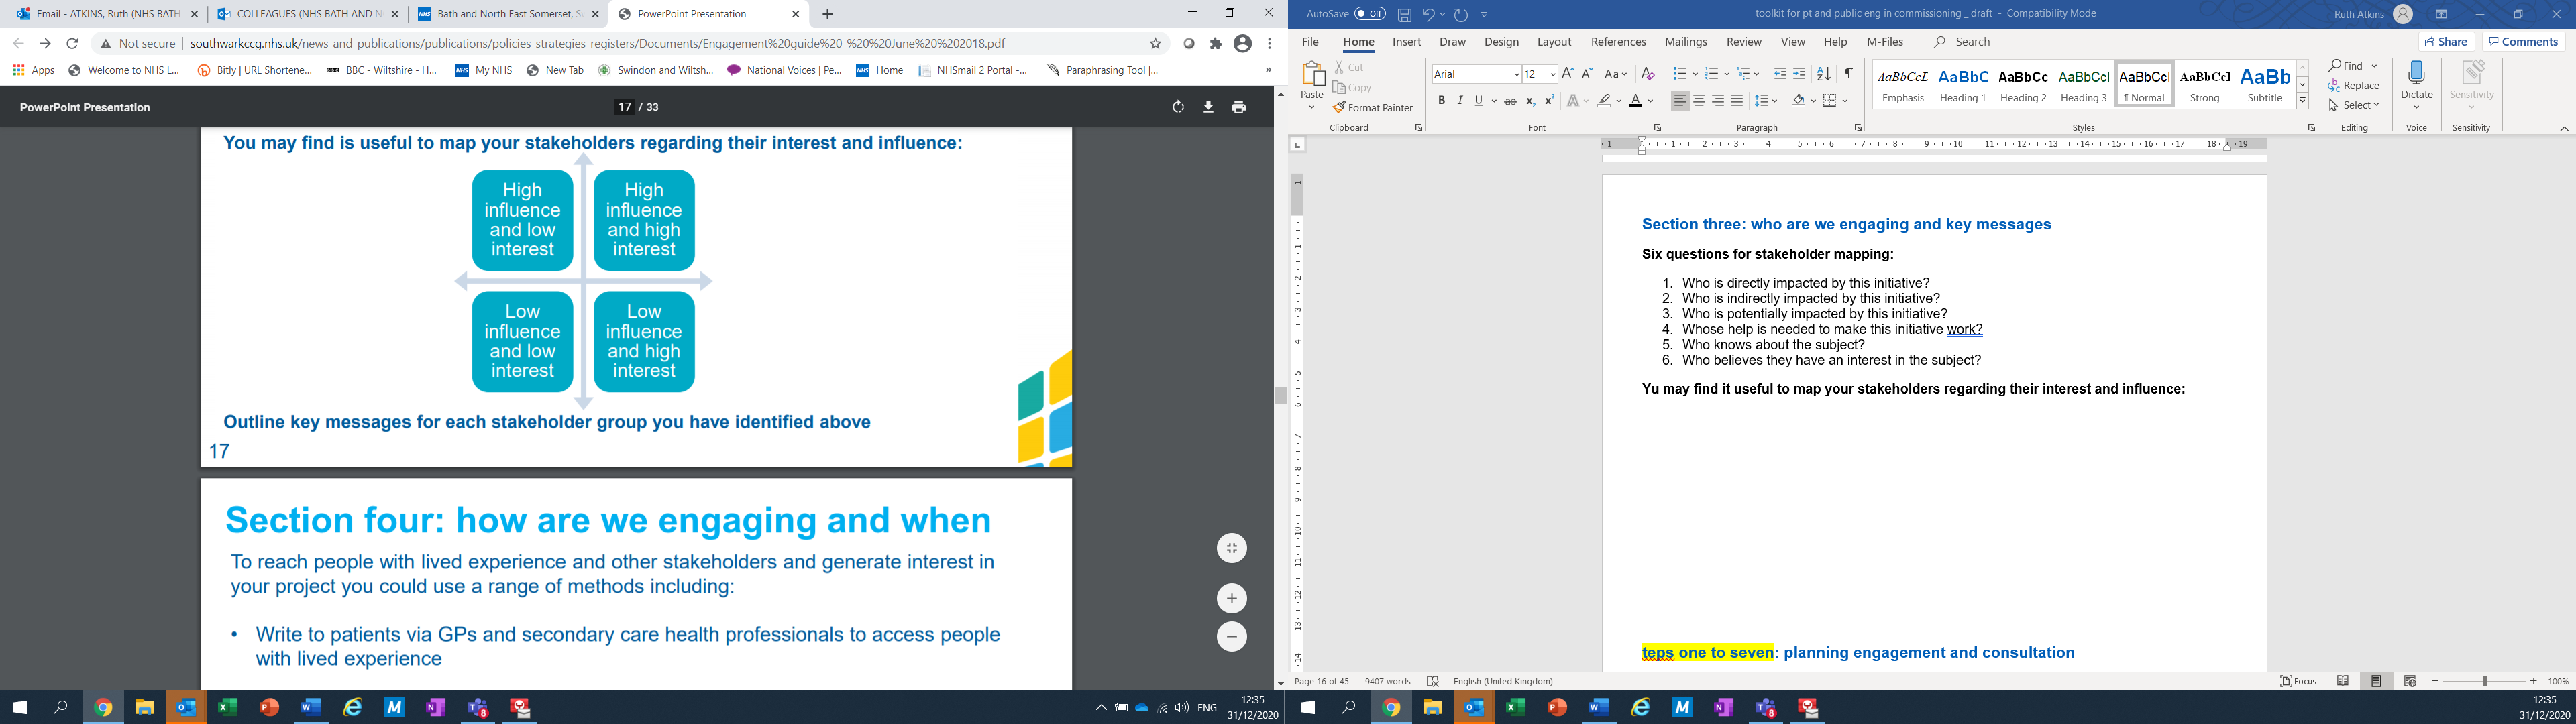 Email - ATKINS, Ruth (NHS BATH
COLLEAGUES (NHS BATH AND N
Bath and North East Somerset, S
PowerPoint Presentation
Not secure | southwarkccg.nhs.uk/news-and-publications/publications/policies-strategies-registers/Documents/Engagement%20guide%20-%20%20June%20%202018.pdf
Apps
Welcome to NHS L...
Bitly | URL Shortene...
BBC - Wiltshire - H...
My NHS
New Tab
Swindon and Wiltsh...
National Voices | Pe...
Home
NHSmail 2 Portal -...
Paraphrasing Tool |...
»
PowerPoint Presentation
17 / 33
You may find is useful to map your stakeholders regarding their interest and influence:
High
influence
and low
interest
High
influence
and high
interest
Low
influence
and low
interest
Low
influence
and high
interest
Outline key messages for each stakeholder group you have identified above
17
Section four: how are we engaging and when
To reach people with lived experience and other stakeholders and generate interest in
your project you could use a range of methods including:
• Write to patients via GPs and secondary care health professionals to access people
with lived experience
ENG
12:35
31/12/2020
AutoSave Off
toolkit for pt and public eng in commissioning _ draft - Compatibility Mode
Ruth Atkins
File Home Insert Draw Design Layout References Mailings Review View Help M-Files Search
Share
Comments
Paste
Cut
Copy
Format Painter
Clipboard
Arial
12
Font
Paragraph
AaBbCcL Emphasis
AaBbC Heading 1
AaBbCc Heading 2
AaBbCcl Heading 3
AaBbCcl ¶ Normal
AaBbCcl Strong
AaBb Subtitle
Styles
Find
Replace
Select
Editing
Dictate
Voice
Sensitivity
Sensitivity
Section three: who are we engaging and key messages
Six questions for stakeholder mapping:
1. Who is directly impacted by this initiative?
2. Who is indirectly impacted by this initiative?
3. Who is potentially impacted by this initiative?
4. Whose help is needed to make this initiative work?
5. Who knows about the subject?
6. Who believes they have an interest in the subject?
Yu may find it useful to map your stakeholders regarding their interest and influence:
teps one to seven: planning engagement and consultation
Page 16 of 45
9407 words
English (United Kingdom)
Focus
100%
12:35
31/12/2020